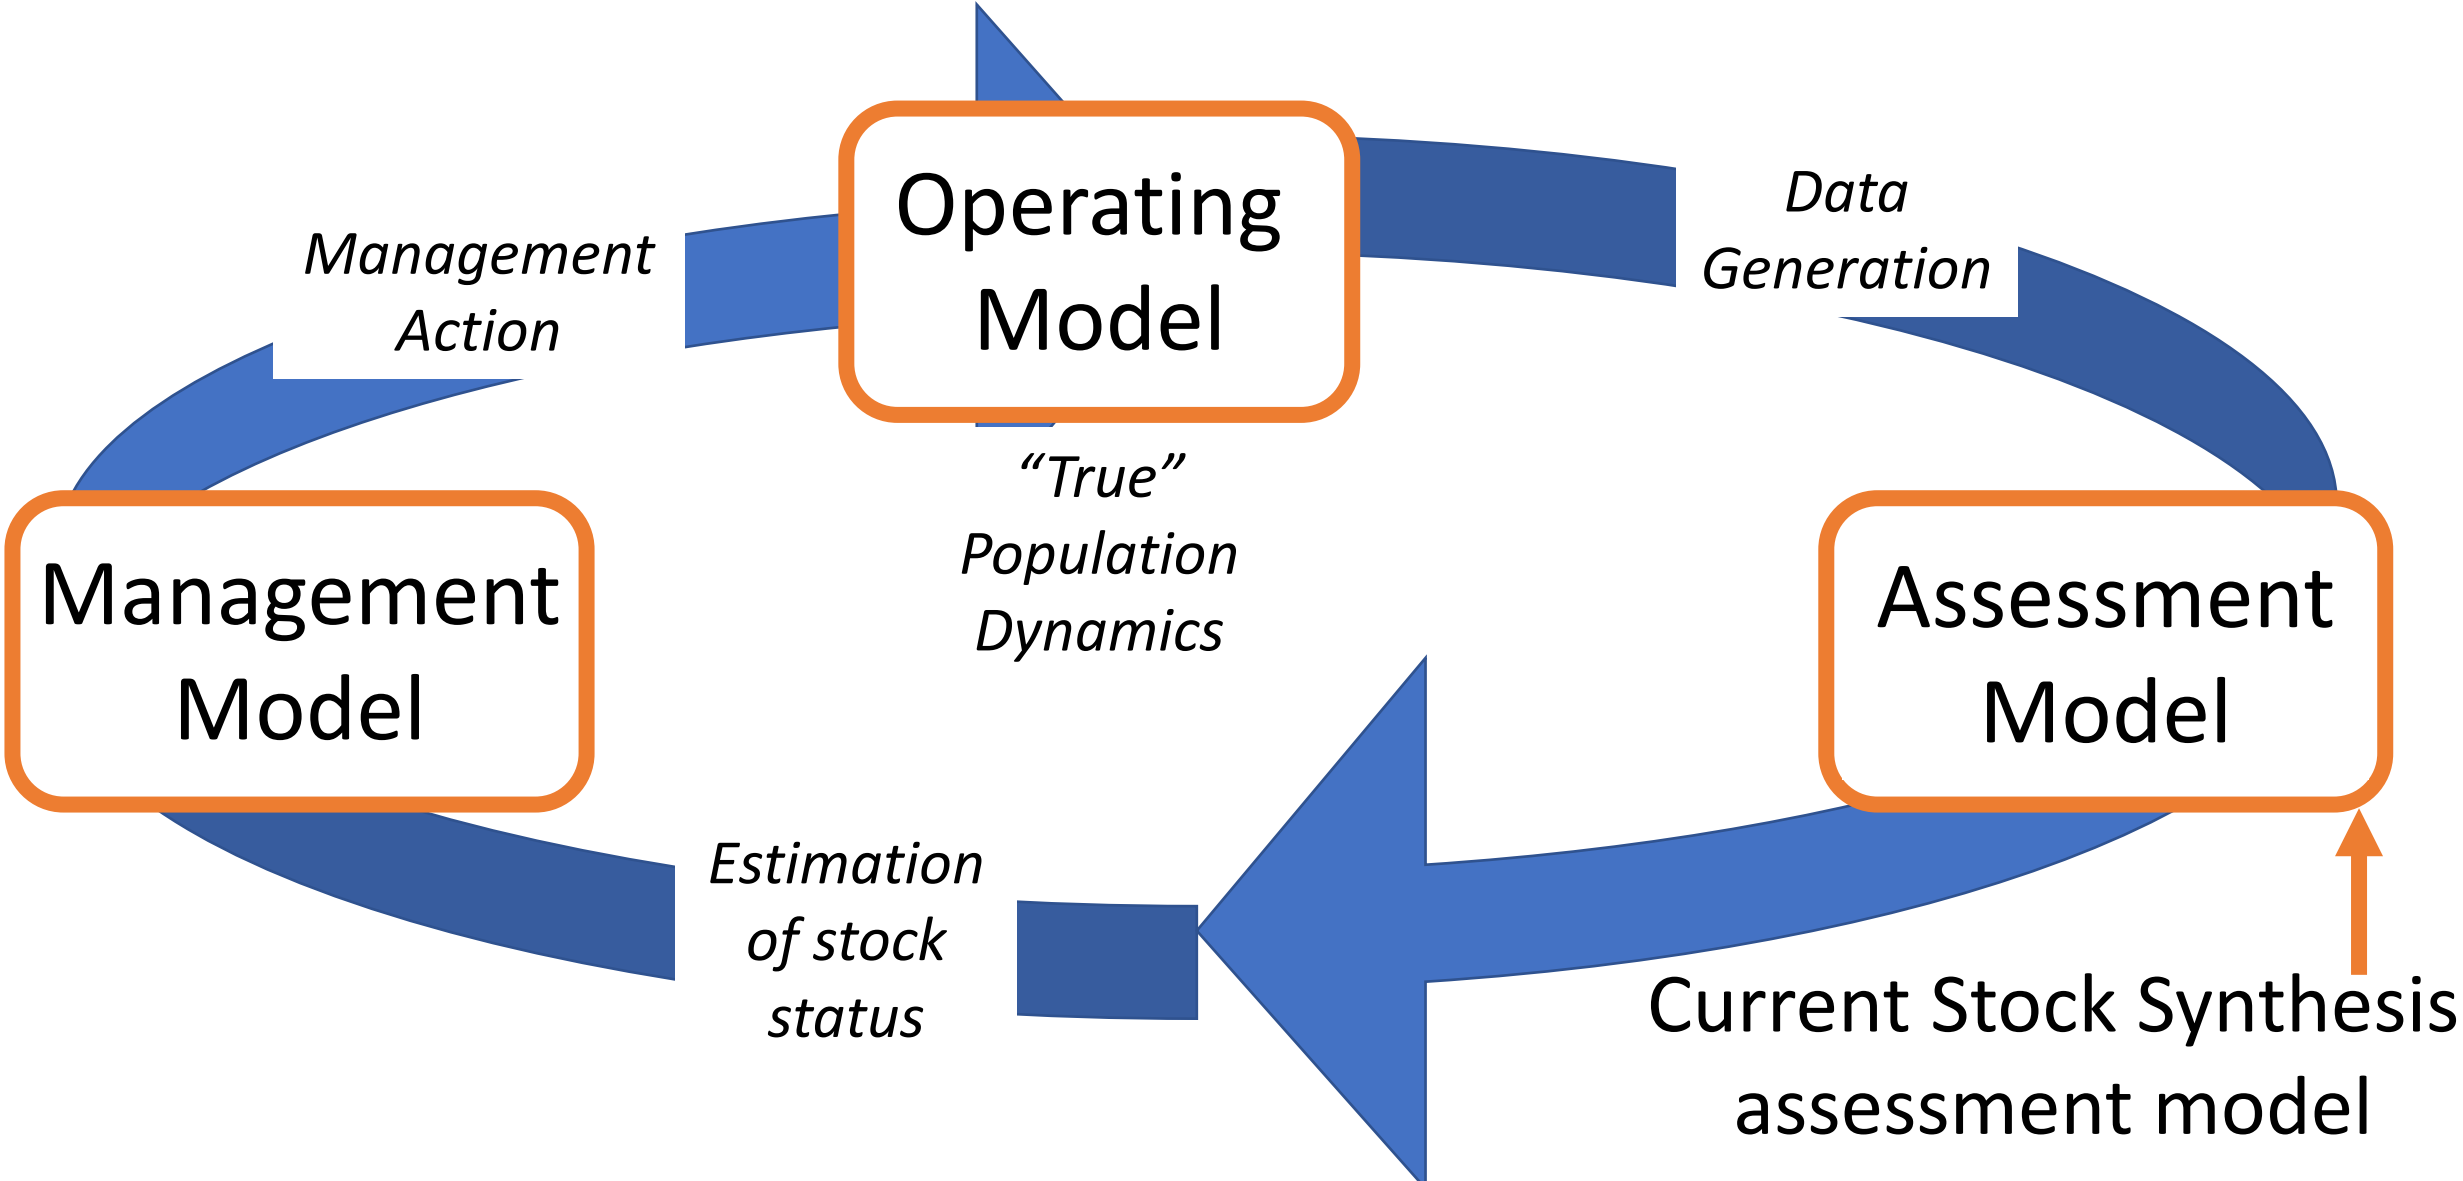 Operating
Model
Data
Generation
Management
Action
“True”
Population
Dynamics
Management
Model
Assessment
Model
Estimation
of stock
status
Current Stock Synthesis
assessment model